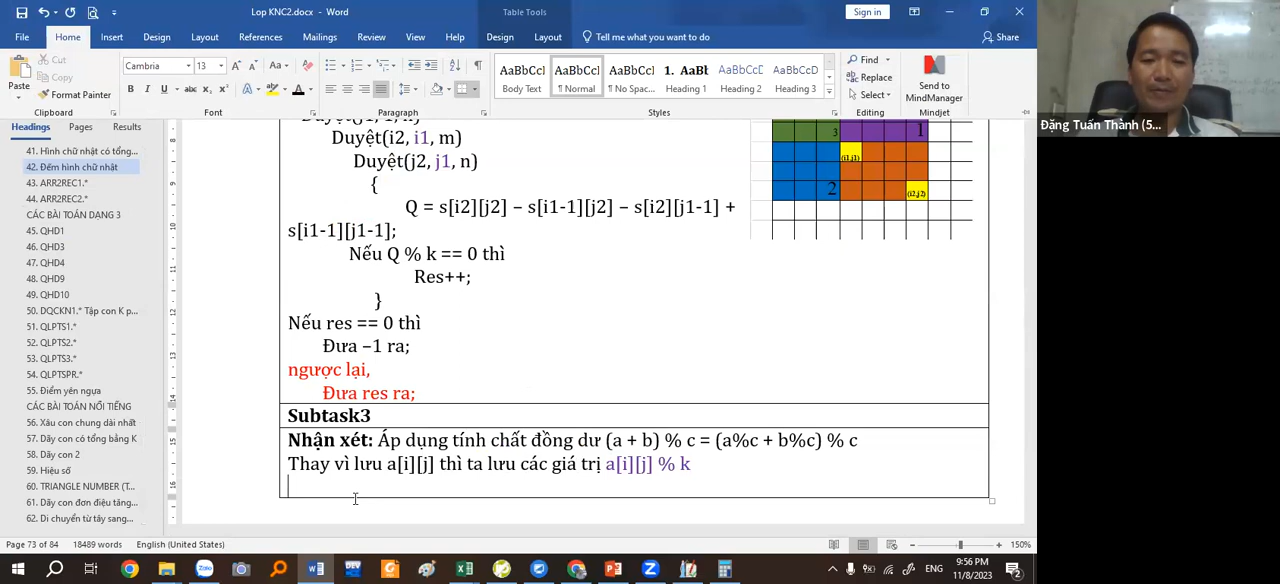 Lop KNC2.docx - Word
Table Tools
Sign in
File
Home
Insert
Design
Layout
References
Mailings
Review
View
Help
Design
Layout
Tell me what you want to do
Share
Cut
Copy
Format Painter
Paste
Clipboard
Cambria
13
Font
Paragraph
AaBbCcI
Body Text
AaBbCcI
¶ Normal
AaBbCcI
¶ No Spac...
1. AaBb
Heading 1
AaBbCcI
Heading 2
AaBbCcD
Heading 3
Styles
Find
Replace
Select
Editing
Send to
MindManager
Mindjet
Đặng Tuấn Thành (5...
Headings
Pages
Results
41. Hình chữ nhật có tổng...
42. Đếm hình chữ nhật
43. ARR2REC1.*
44. ARR2REC2.*
CÁC BÀI TOÁN DẠNG 3
45. QHD1
46. QHD3
47. QHD4
48. QHD9
49. QHD10
50. DQCKN1.* Tập con K p...
51. QLPTS1.*
52. QLPTS2.*
53. QLPTS3.*
54. QLPTSPR.*
55. Điểm yên ngựa
CÁC BÀI TOÁN NỔI TIẾNG
56. Xâu con chung dài nhất
57. Dãy có tổng bằng K
58. Dãy con 2
59. Hiệu số
60. TRIANGLE NUMBER (T...
61. Dãy con đơn điệu tăng...
62. Di chuyển từ tây sang...
Duyệt(i2, i1, m)
Duyệt(j2, j1, n)
{
Q = s[i2][j2] – s[i1-1][j2] – s[i2][j1-1] +
s[i1-1][j1-1];
Nếu Q % k == 0 thì
Res++;
}
Nếu res == 0 thì
Đưa –1 ra;
ngược lại,
Đưa res ra;
3
1
(i1,j1)
2
(i2,j2)
Subtask3
Nhận xét: Áp dụng tính chất đồng dư (a + b) % c = (a%c + b%c) % c
Thay vì lưu a[i][j] thì ta lưu các giá trị a[i][j] % k
Page 73 of 84
18489 words
English (United States)
150%
ENG
9:56 PM
11/8/2023